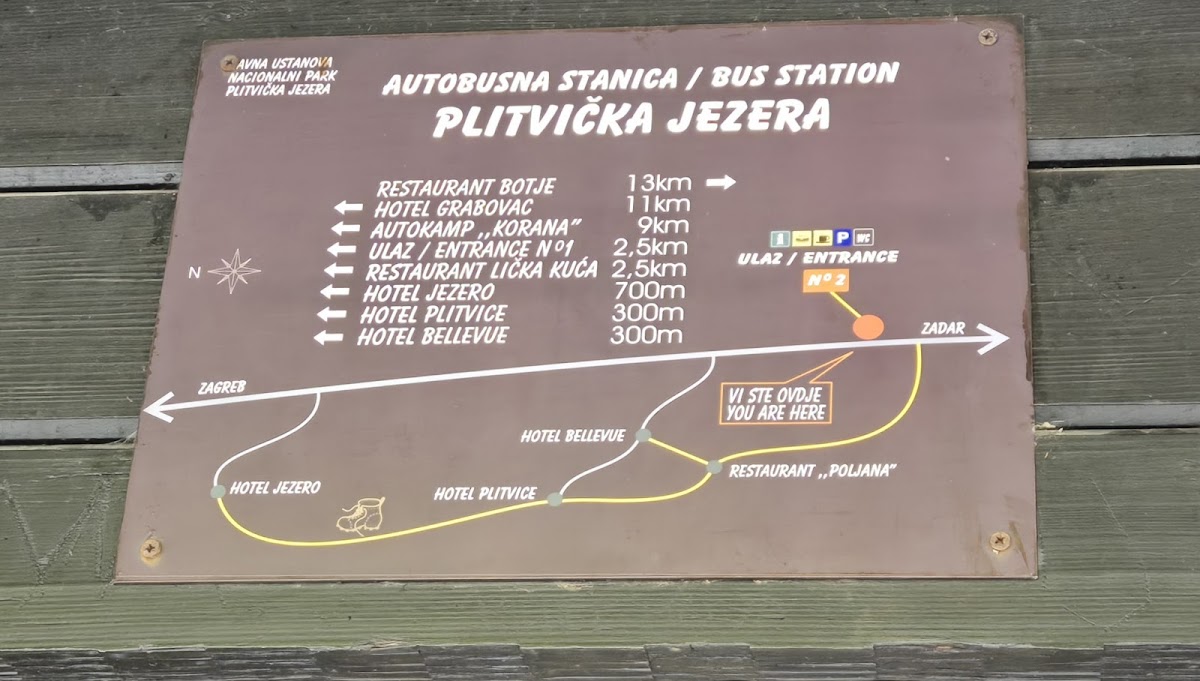 AVNA USTANOVA
NACIONALNI PARK
PLITVIČKA JEZERA
AUTOBUSNA STANICA / BUS STATION
PLITVIČKA JEZERA
RESTAURANT BOTJE 13km
HOTEL GRABOVAC 11km
AUTOKAMP „KORANA” 9km
ULAZ / ENTRANCE Nº1 2,5km
RESTAURANT LIČKA KUĆA 2,5km
HOTEL JEZERO 700m
HOTEL PLITVICE 300m
HOTEL BELLEVUE 300m
N
P WC
ULAZ / ENTRANCE
Nº 2
ZADAR
ZAGREB
VI STE OVDJE
YOU ARE HERE
HOTEL BELLEVUE
RESTAURANT „POLJANA”
HOTEL JEZERO
HOTEL PLITVICE